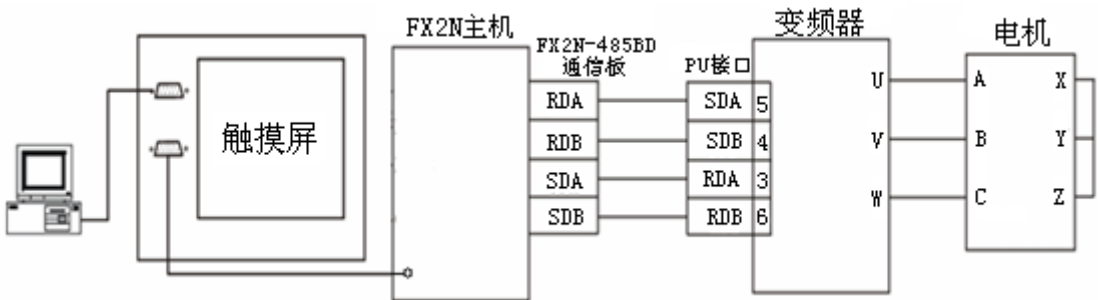 触摸屏
FX2N主机
FX2N-485BD
通信板
RDA
RDB
SDA
SDB
PU接口
SDA 5
SDB 4
RDA 3
RDB 6
变频器
U
V
W
电机
A X
B Y
C Z